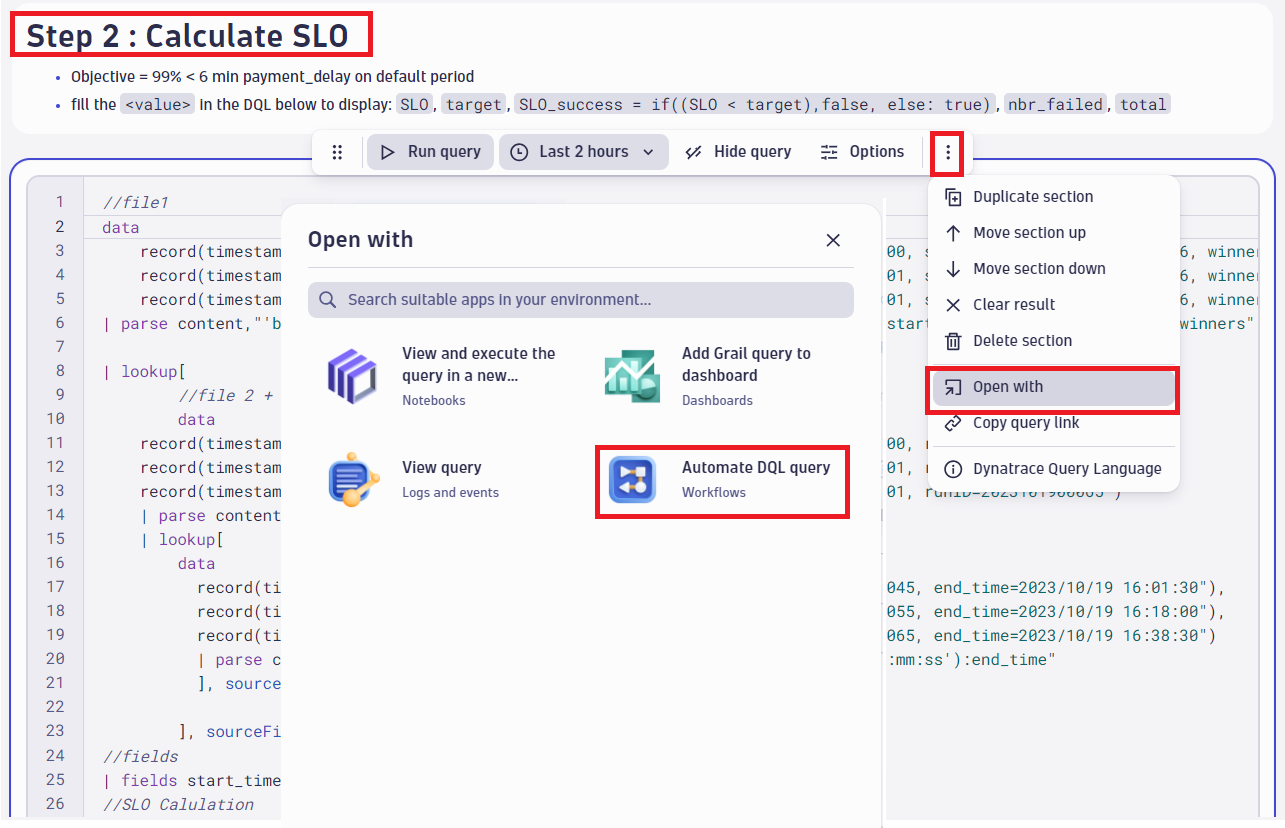 Step 2 : Calculate SLO
Objective = 99% < 6 min payment_delay on default period
fill the <value> in the DQL below to display: SLO, target, SLO_success = if((SLO < target),false, else: true), nbr_failed, total
Run query
Last 2 hours
Hide query
Options
Duplicate section
Move section up
Move section down
Clear result
Delete section
Open with
Copy query link
Dynatrace Query Language
Open with
Search suitable apps in your environment...
View and execute the
query in a new...
Notebooks
Add Grail query to
dashboard
Dashboards
View query
Logs and events
Automate DQL query
Workflows
1 //file1
2 data
3 record(timestam
4 record(timestam
5 record(timestam
6 | parse content,"'b
7
8 | lookup[
9 //file 2 +
10 data
11 record(timestam
12 record(timestam
13 record(timestam
14 | parse content
15 | lookup[
16 data
17 record(ti 045, end_time=2023/10/19 16:01:30"),
18 record(ti 055, end_time=2023/10/19 16:18:00"),
19 record(ti 065, end_time=2023/10/19 16:38:30")
20 | parse c :mm:ss'):end_time"
21 ], source
22
23 ], sourceFi
24 //fields
25 | fields start_time
26 //SLO Calulation
00, 6, winner
01, 6, winner
01, 6, winner
start winners"
00,
01,
01,